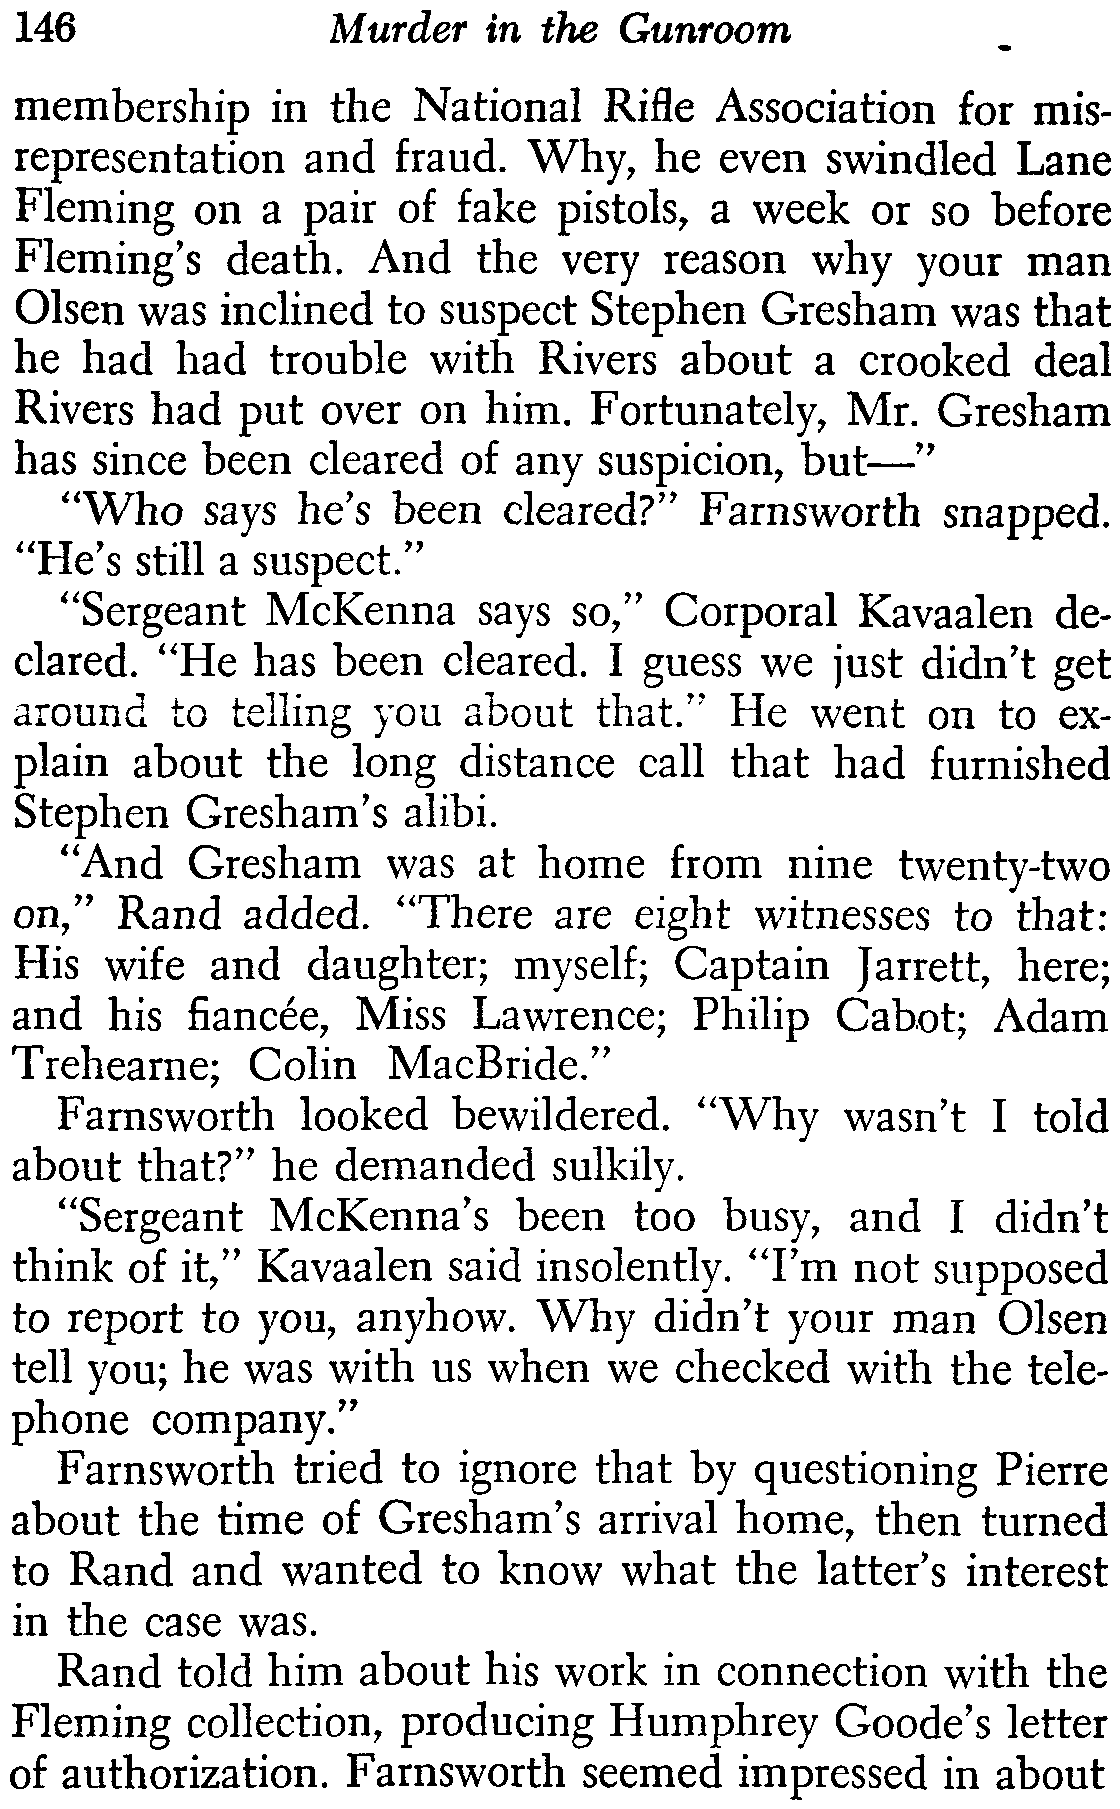 146 Murder in the Gunroom
membership in the National Rifle Association for mis-
representation and fraud. Why, he even swindled Lane
Fleming on a pair of fake pistols, a week or so before
Fleming's death. And the very reason why your man
Olsen was inclined to suspect Stephen Gresham was that
he had had trouble with Rivers about a crooked deal
Rivers had put over on him. Fortunately, Mr. Gresham
has since been cleared of any suspicion, but—”
“Who says he's been cleared?” Farnsworth snapped.
“He's still a suspect.”
“Sergeant McKenna says so,” Corporal Kavaalen de-
clared. “He has been cleared. I guess we just didn't get
around to telling you about that.” He went on to ex-
plain about the long distance call that had furnished
Stephen Gresham's alibi.
“And Gresham was at home from nine twenty-two
on,” Rand added. “There are eight witnesses to that:
His wife and daughter; myself; Captain Jarrett, here;
and his fiancée, Miss Lawrence; Philip Cabot; Adam
Trehearne; Colin MacBride.”
Farnsworth looked bewildered. “Why wasn't I told
about that?” he demanded sulkily.
“Sergeant McKenna's been too busy, and I didn't
think of it,” Kavaalen said insolently. “I'm not supposed
to report to you, anyhow. Why didn't your man Olsen
tell you; he was with us when we checked with the tele-
phone company.”
Farnsworth tried to ignore that by questioning Pierre
about the time of Gresham's arrival home, then turned
to Rand and wanted to know what the latter's interest
in the case was.
Rand told him about his work in connection with the
Fleming collection, producing Humphrey Goode's letter
of authorization. Farnsworth seemed impressed in about